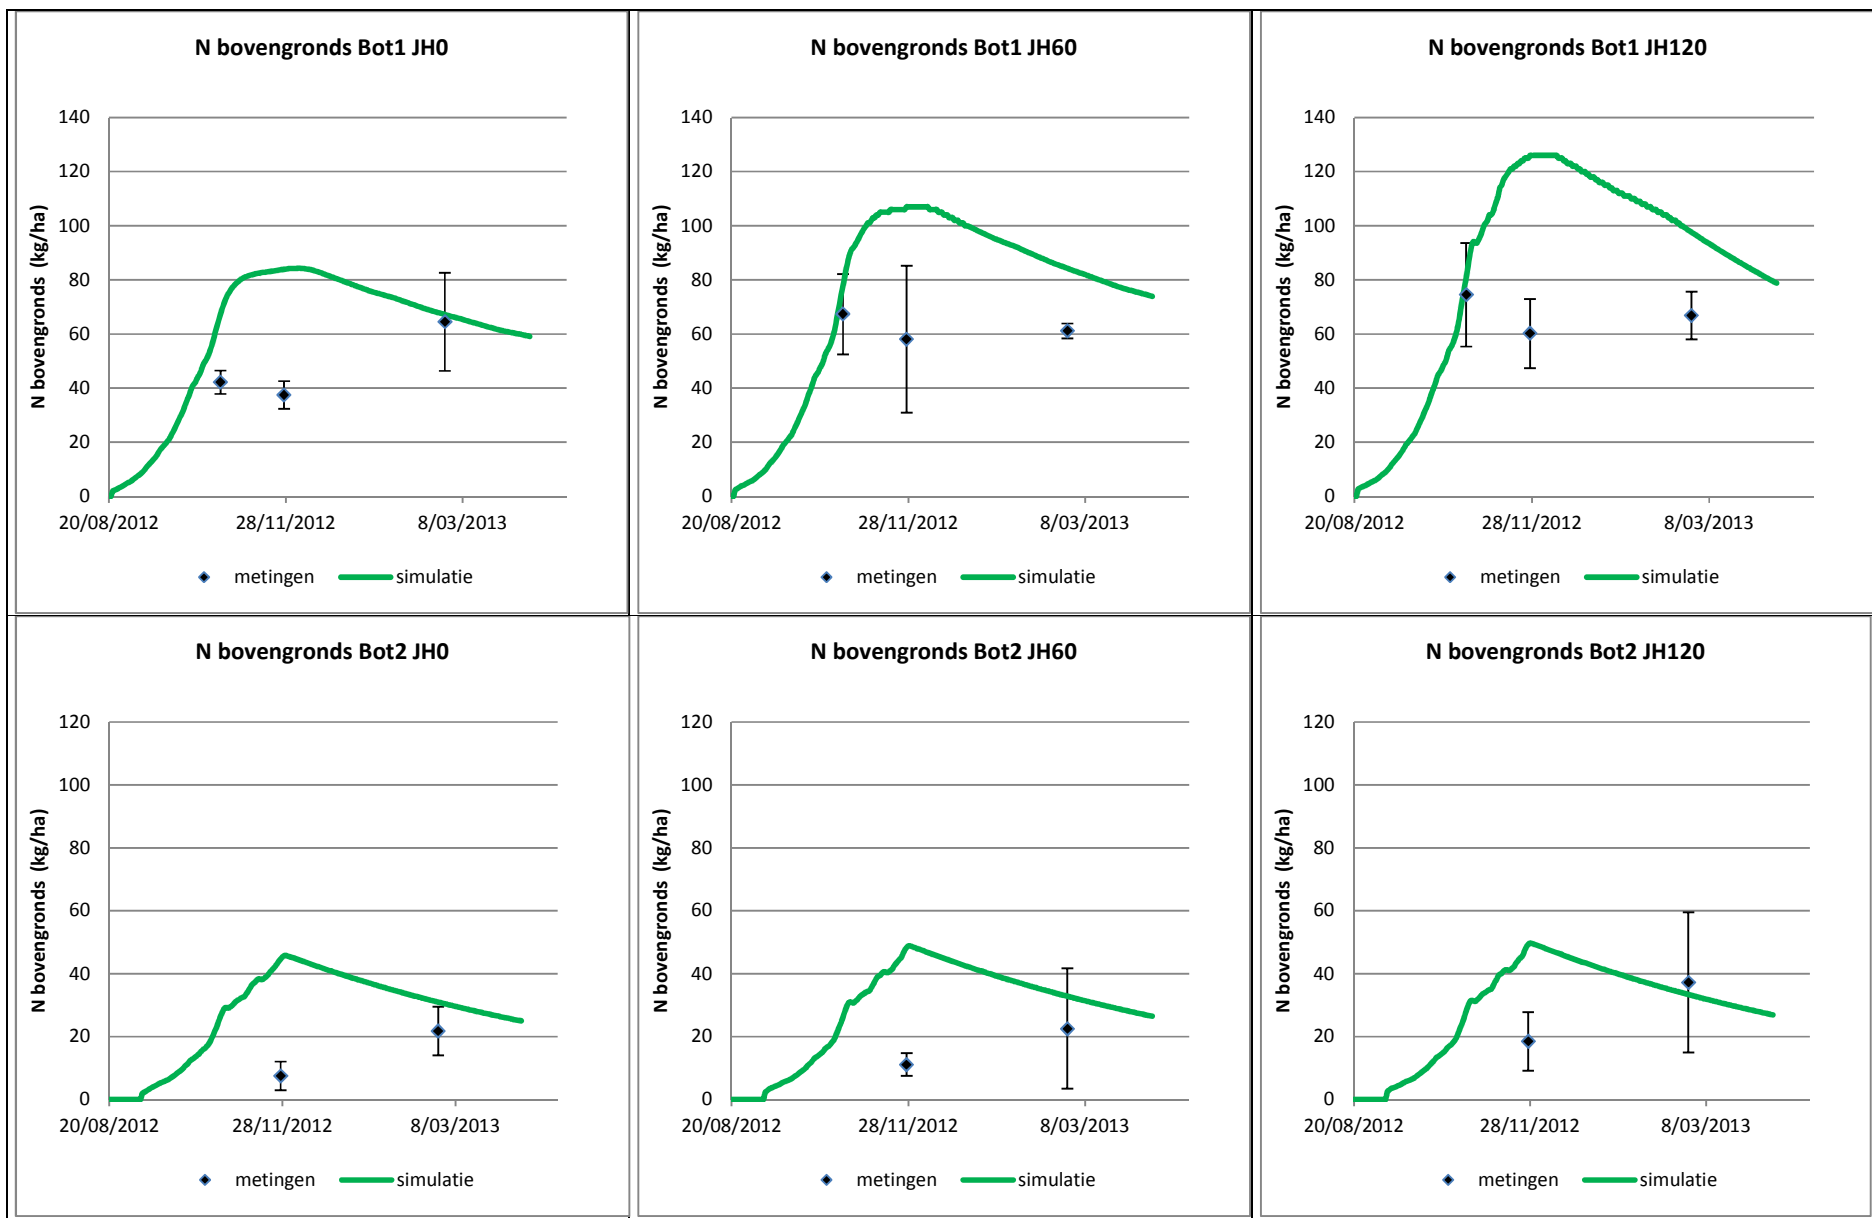 N bovengronds Bot1 JH0
N bovengronds (kg/ha)
140
120
100
80
60
40
20
0
20/08/2012 28/11/2012 8/03/2013
metingen simulatie
N bovengronds Bot1 JH60
N bovengronds (kg/ha)
140
120
100
80
60
40
20
0
20/08/2012 28/11/2012 8/03/2013
metingen simulatie
N bovengronds Bot1 JH120
N bovengronds (kg/ha)
140
120
100
80
60
40
20
0
20/08/2012 28/11/2012 8/03/2013
metingen simulatie
N bovengronds Bot2 JH0
N bovengronds (kg/ha)
120
100
80
60
40
20
0
20/08/2012 28/11/2012 8/03/2013
metingen simulatie
N bovengronds Bot2 JH60
N bovengronds (kg/ha)
120
100
80
60
40
20
0
20/08/2012 28/11/2012 8/03/2013
metingen simulatie
N bovengronds Bot2 JH120
N bovengronds (kg/ha)
120
100
80
60
40
20
0
20/08/2012 28/11/2012 8/03/2013
metingen simulatie